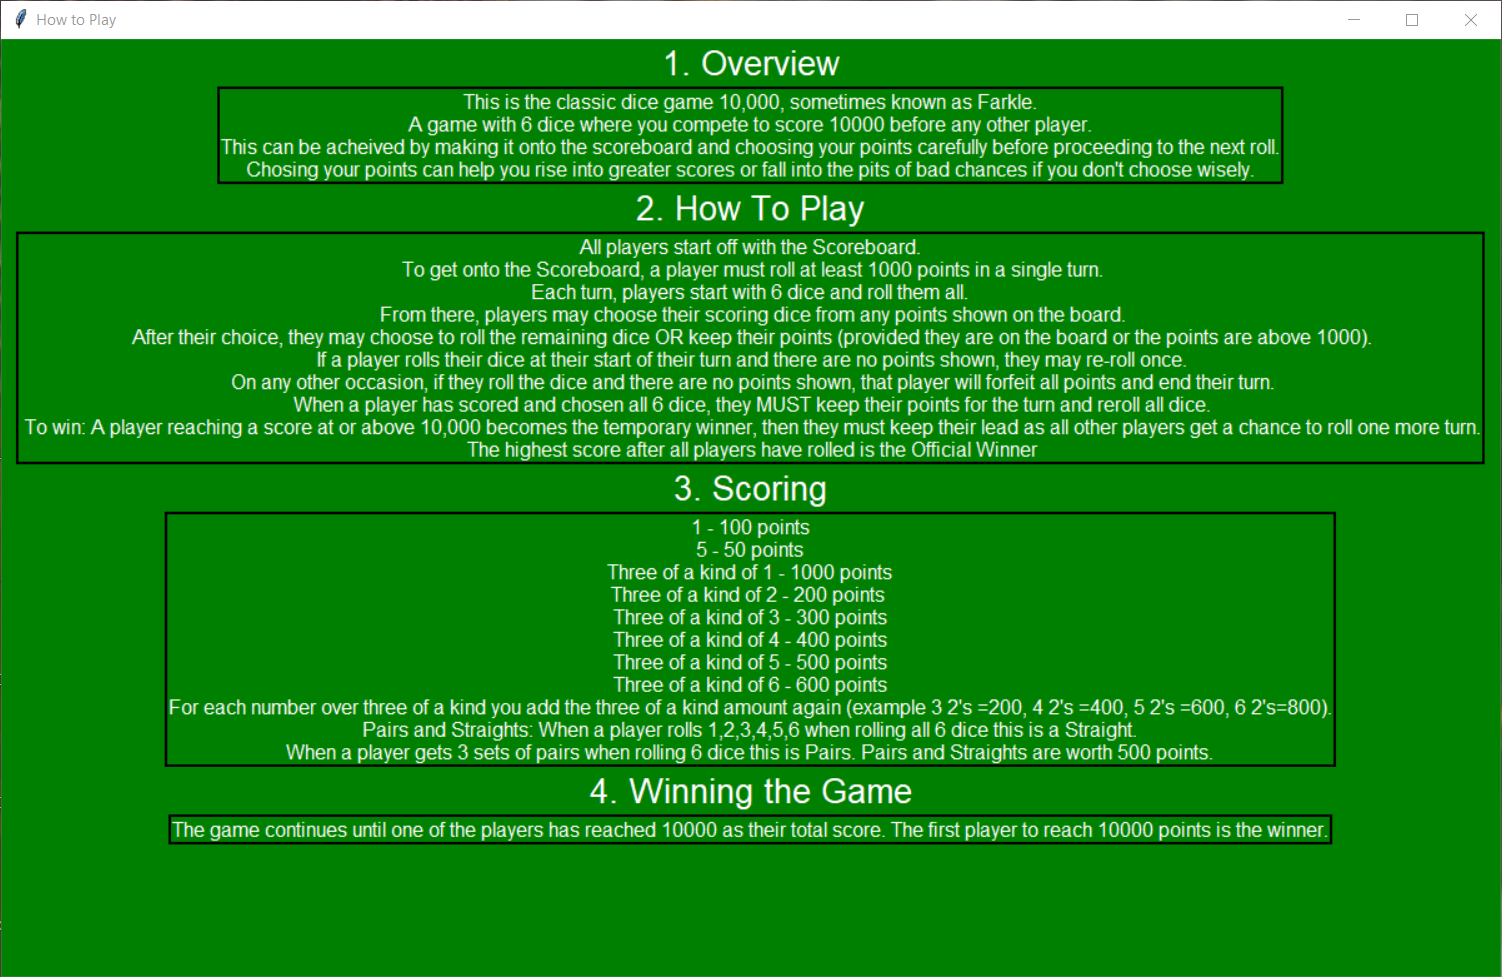 How to Play
1. Overview
This is the classic dice game 10,000, sometimes known as Farkle.
A game with 6 dice where you compete to score 10000 before any other player.
This can be acheived by making it onto the scoreboard and choosing your points carefully before proceeding to the next roll.
Chosing your points can help you rise into greater scores or fall into the pits of bad chances if you don't choose wisely.
2. How To Play
All players start off with the Scoreboard.
To get onto the Scoreboard, a player must roll at least 1000 points in a single turn.
Each turn, players start with 6 dice and roll them all.
From there, players may choose their scoring dice from any points shown on the board.
After their choice, they may choose to roll the remaining dice OR keep their points (provided they are on the board or the points are above 1000).
If a player rolls their dice at their start of their turn and there are no points shown, they may re-roll once.
On any other occasion, if they roll the dice and there are no points shown, that player will forfeit all points and end their turn.
When a player has scored and chosen all 6 dice, they MUST keep their points for the turn and reroll all dice.
To win: A player reaching a score at or above 10,000 becomes the temporary winner, then they must keep their lead as all other players get a chance to roll one more turn.
The highest score after all players have rolled is the Official Winner
3. Scoring
1 - 100 points
5 - 50 points
Three of a kind of 1 - 1000 points
Three of a kind of 2 - 200 points
Three of a kind of 3 - 300 points
Three of a kind of 4 - 400 points
Three of a kind of 5 - 500 points
Three of a kind of 6 - 600 points
For each number over three of a kind you add the three of a kind amount again (example 3 2's =200, 4 2's =400, 5 2's =600, 6 2's=800).
Pairs and Straights: When a player rolls 1,2,3,4,5,6 when rolling all 6 dice this is a Straight.
When a player gets 3 sets of pairs when rolling 6 dice this is Pairs. Pairs and Straights are worth 500 points.
4. Winning the Game
The game continues until one of the players has reached 10000 as their total score. The first player to reach 10000 points is the winner.